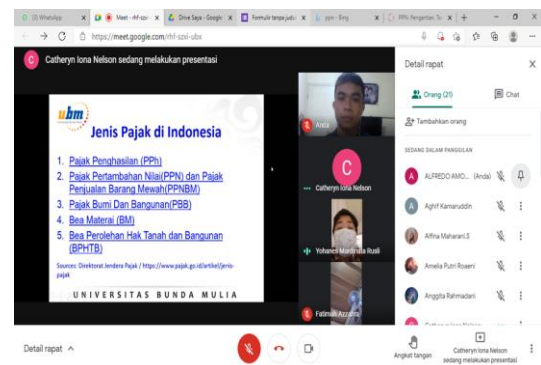 (2) WhatsApp
Meet - rhf-szxi-ubx
Drive Saya - Google
Formulir tanpa judul
ppn - Bing
PPN: Pengertian, Ta
https://meet.google.com/rhf-szxi-ubx
C
Catheryn Iona Nelson sedang melakukan presentasi
ubm
Jenis Pajak di Indonesia
1. Pajak Penghasilan (PPh)
2. Pajak Pertambahan Nilai(PPN) dan Pajak
Penjualan Barang Mewah(PPNBM)
3. Pajak Bumi Dan Bangunan(PBB)
4. Bea Materai (BM)
5. Bea Perolehan Hak Tanah dan Bangunan
(BPHTB)
Sources: Direktorat Jendera Pajak / https://www.pajak.go.id/artikel/jenis-
pajak
UNIVERSITAS BUNDA MULIA
Anda
C
Catheryn Iona Nelson
Yohanes Mardinata Rusli
Fatimah Azzahra
Detail rapat
Orang (21)
Chat
Tambahkan orang
SEDANG DALAM PANGGILAN
A
ALFREDO AMO... (Anda)
A
Aghif Kamaruddin
Affina Maharani.S
Amelia Putri Roaeni
Anggita Rahmadani
Detail rapat
Angkat tangan
Catheryn Iona Nelson
sedang melakukan presentasi